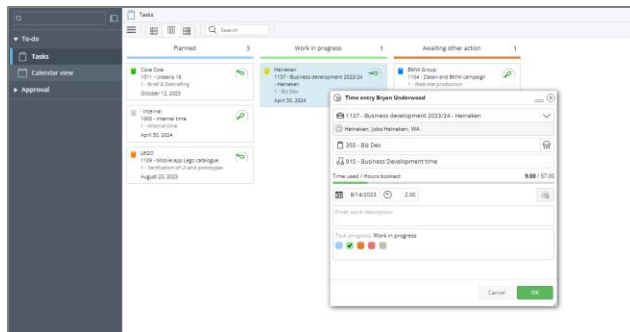 Tasks
Search
To-do
Tasks
Calendar view
Approval
Planned 3
Work in progress 1
Awaiting other action 1
Coca Cola
1011 - Liveaxis 18
1 - Brief & Debriefing
October 12, 2023
- Internal
1000 - Internal time
1 - Internal time
April 30, 2024
LEGO
1109 - Mobile app Lego catalogue
1 - Verification of UI and prototypes
August 23, 2023
Heineken
1137 - Business development 2023/24
- Heineken
1 - Biz Dev
April 30, 2024
BMW Group
1104 - Zlatan and BMW campaign
1 - Web-site production
Time entry Bryan Underwood
1137 - Business development 2023/24 - Heineken
Heineken, Jobs Heineken, WA
355 - Biz Dev
910 - Business Development time
Time used / Hours booked: 9.00 / 57.00
8/14/2023 2.00
Enter work description
Task progress: Work in progress
Cancel OK